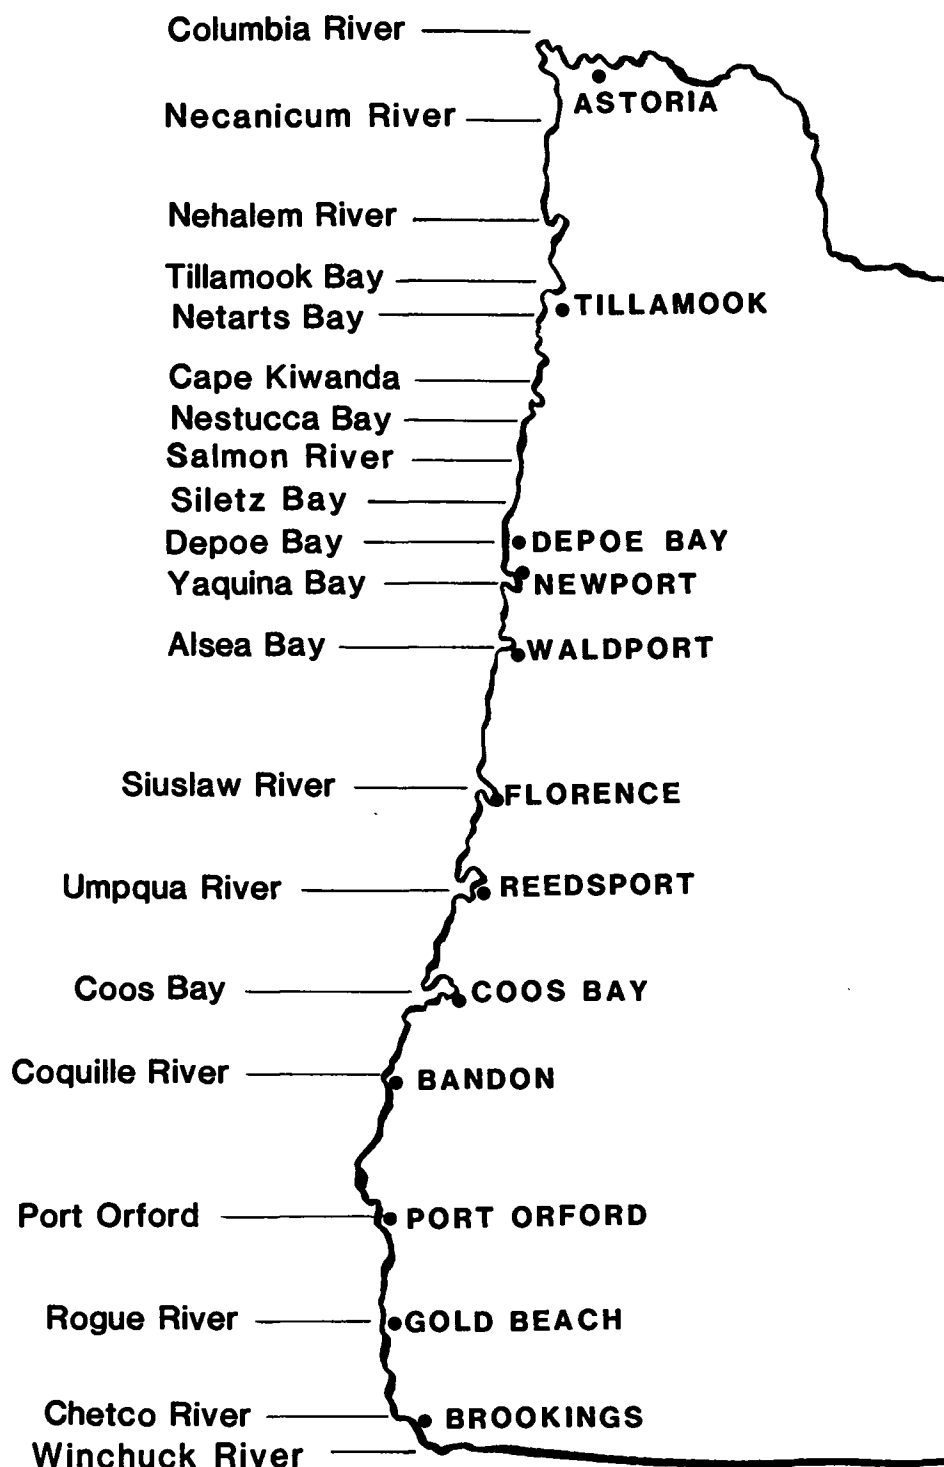 Columbia River
ASTORIA
Necanicum River
Nehalem River
Tillamook Bay
TILLAMOOK
Netarts Bay
Cape Kiwanda
Nestucca Bay
Salmon River
Siletz Bay
Depoe Bay
DEPOE BAY
Yaquina Bay
NEWPORT
Alsea Bay
WALDPORT
Siuslaw River
FLORENCE
Umpqua River
REEDSPORT
Coos Bay
COOS BAY
Coquille River
BANDON
Port Orford
PORT ORFORD
Rogue River
GOLD BEACH
Chetco River
BROOKINGS
Winchuck River